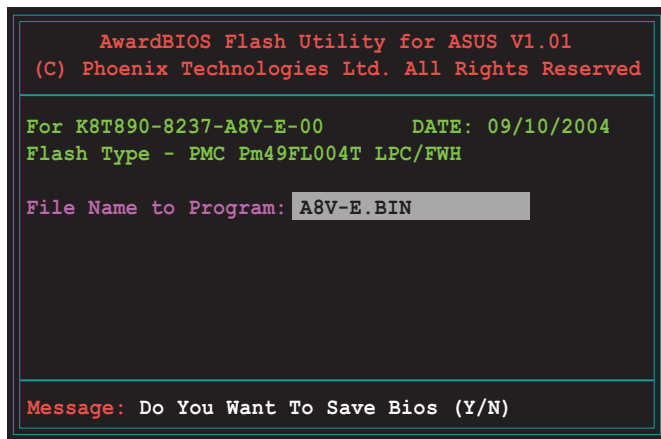 AwardBIOS Flash Utility for ASUS V1.01
(C) Phoenix Technologies Ltd. All Rights Reserved
For K8T890-8237-A8V-E-00 DATE: 09/10/2004
Flash Type - PMC Pm49FL004T LPC/FWH
File Name to Program: A8V-E.BIN
Message: Do You Want To Save Bios (Y/N)